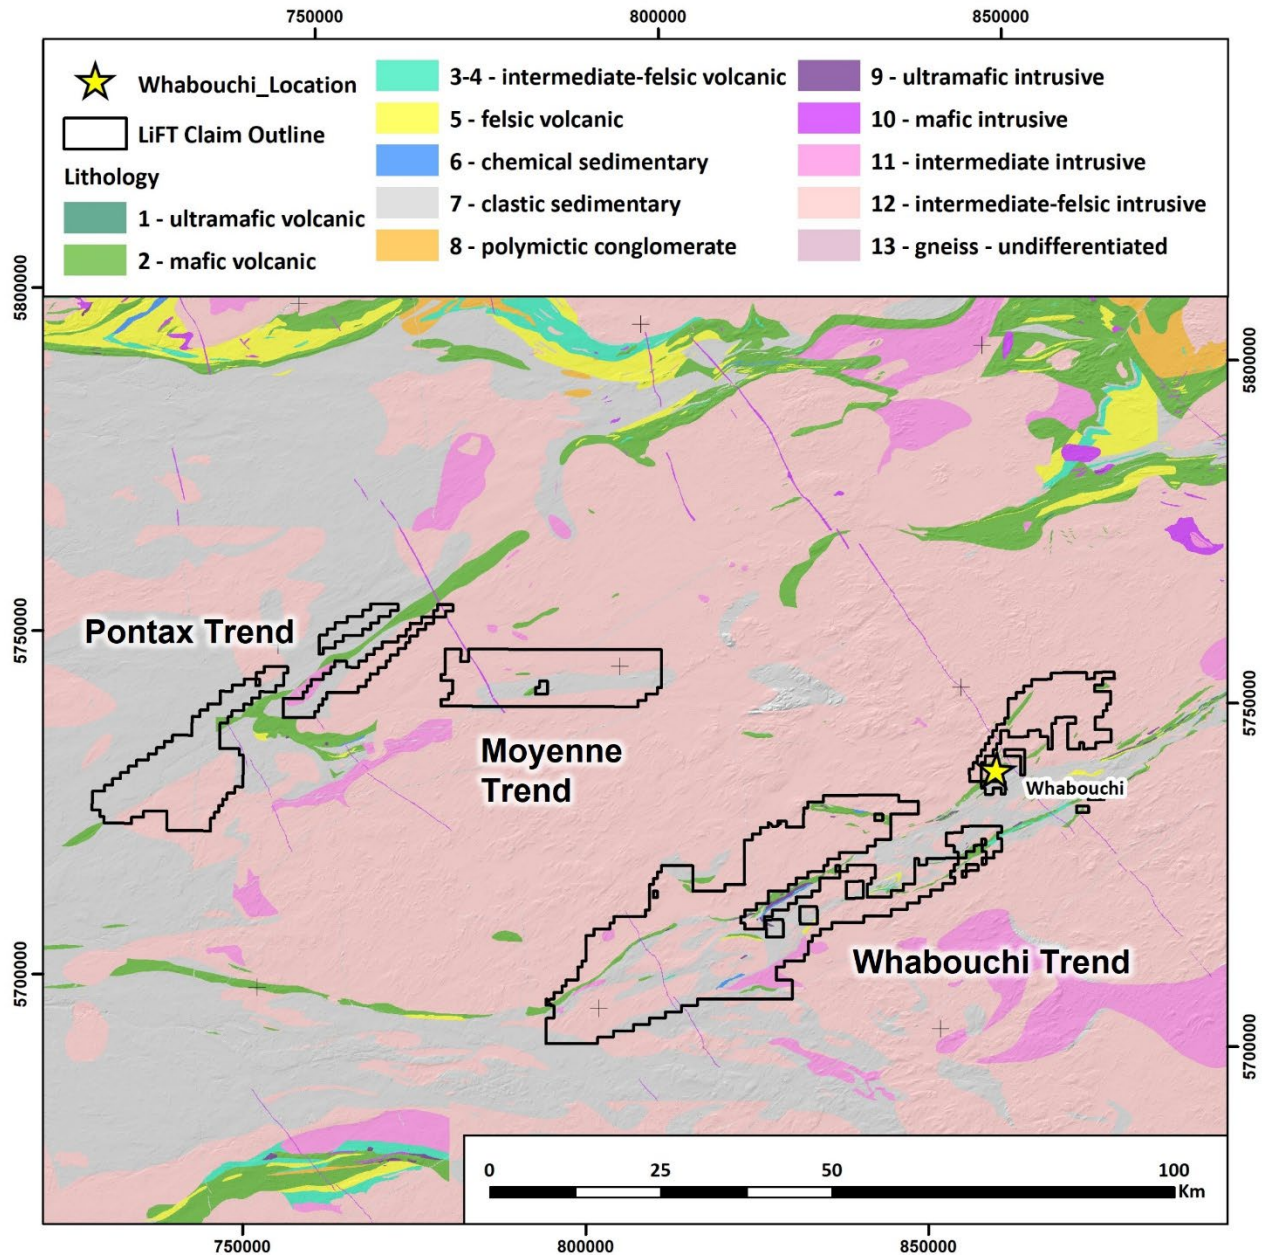 750000 800000 850000
Whabouchi_Location
LiFT Claim Outline
Lithology
1 - ultramafic volcanic
2 - mafic volcanic
3-4 - intermediate-felsic volcanic
5 - felsic volcanic
6 - chemical sedimentary
7 - clastic sedimentary
8 - polymictic conglomerate
9 - ultramafic intrusive
10 - mafic intrusive
11 - intermediate intrusive
12 - intermediate-felsic intrusive
13 - gneiss - undifferentiated
5800000
5800000
5750000
Pontax Trend
5750000
Moyenne
Trend
Whabouchi
Whabouchi Trend
5700000
5700000
0 25 50 100
Km
750000 800000 850000